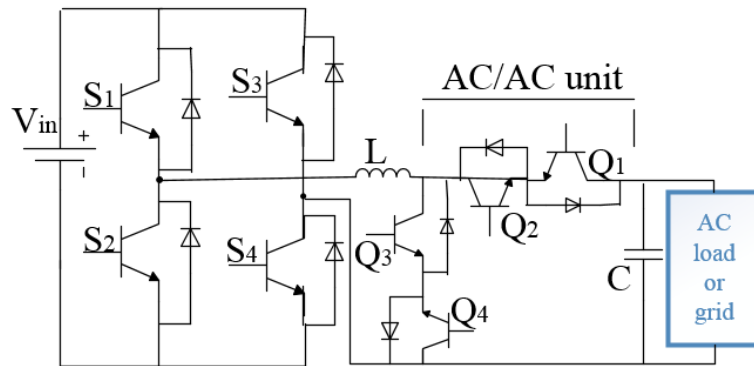 AC/AC unit
S1
S3
Vin
+
-
L
Q1
Q2
S2
S4
Q3
Q4
C
AC
load
or
grid